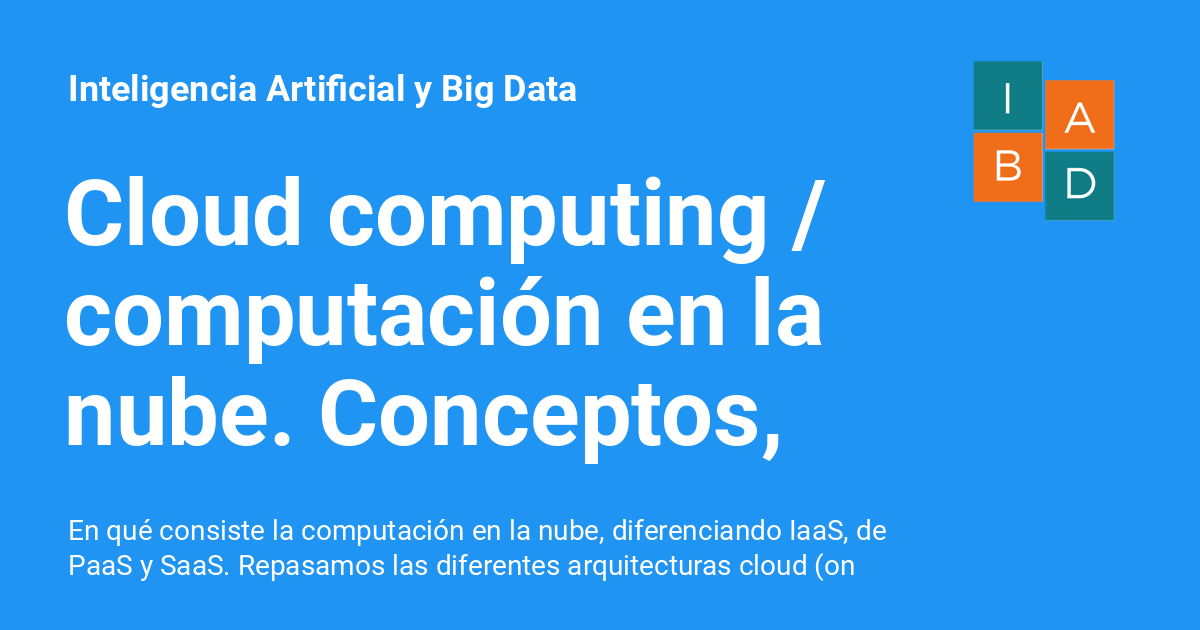 Inteligencia Artificial y Big Data
I
A
B
D
Cloud computing /
computación en la
nube. Conceptos,
En qué consiste la computación en la nube, diferenciando IaaS, de
PaaS y SaaS. Repasamos las diferentes arquitecturas cloud (on